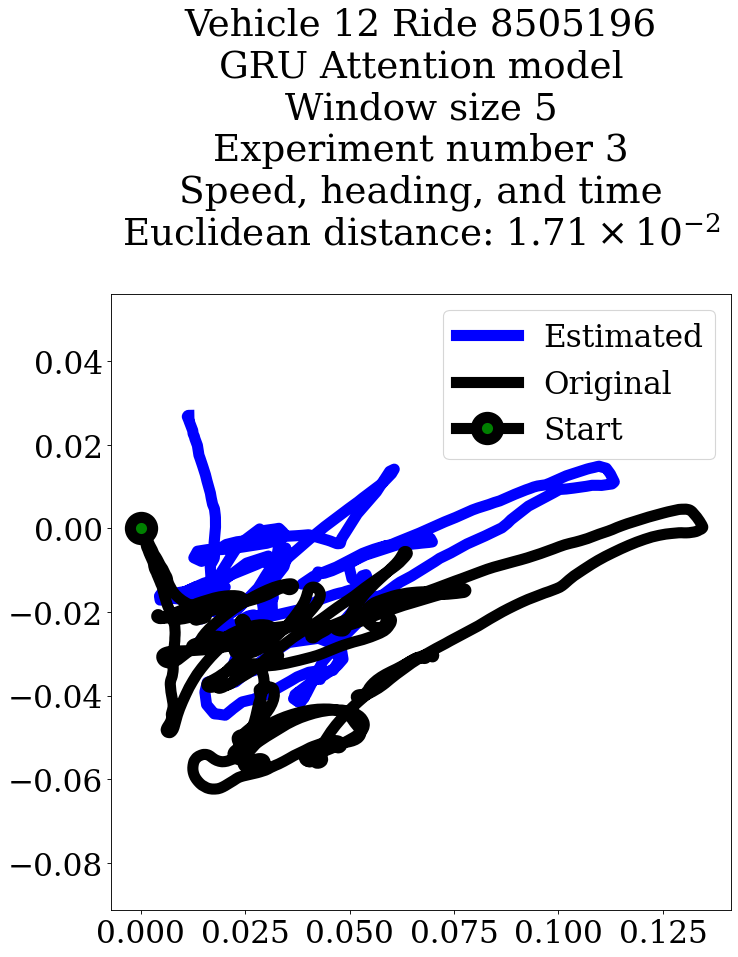 Vehicle 12 Ride 8505196
GRU Attention model
Window size 5
Experiment number 3
Speed, heading, and time
Euclidean distance: 1.71 × 10⁻²
Estimated
Original
Start
0.04
0.02
0.00
−0.02
−0.04
−0.06
−0.08
0.000 0.025 0.050 0.075 0.100 0.125